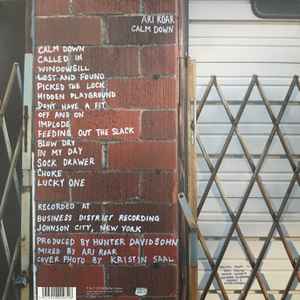 ARI ROAR
CALM DOWN
CALM DOWN
CALLED IN
WINDOWSILL
LOST AND FOUND
PICKED THE LOCK
HIDDEN PLAYGROUND
DON'T HAVE A FIT
OFF AND ON
IMPLODE
FEEDING OUT THE SLACK
BLOW DRY
IN MY DAY
SOCK DRAWER
CHOKE
LUCKY ONE
RECORDED AT
BUSINESS DISTRICT RECORDING
JOHNSON CITY, NEW YORK
PRODUCED BY HUNTER DAVIDSOHN
MIXED BY ARI ROAR
COVER PHOTO BY KRISTIN SAAL